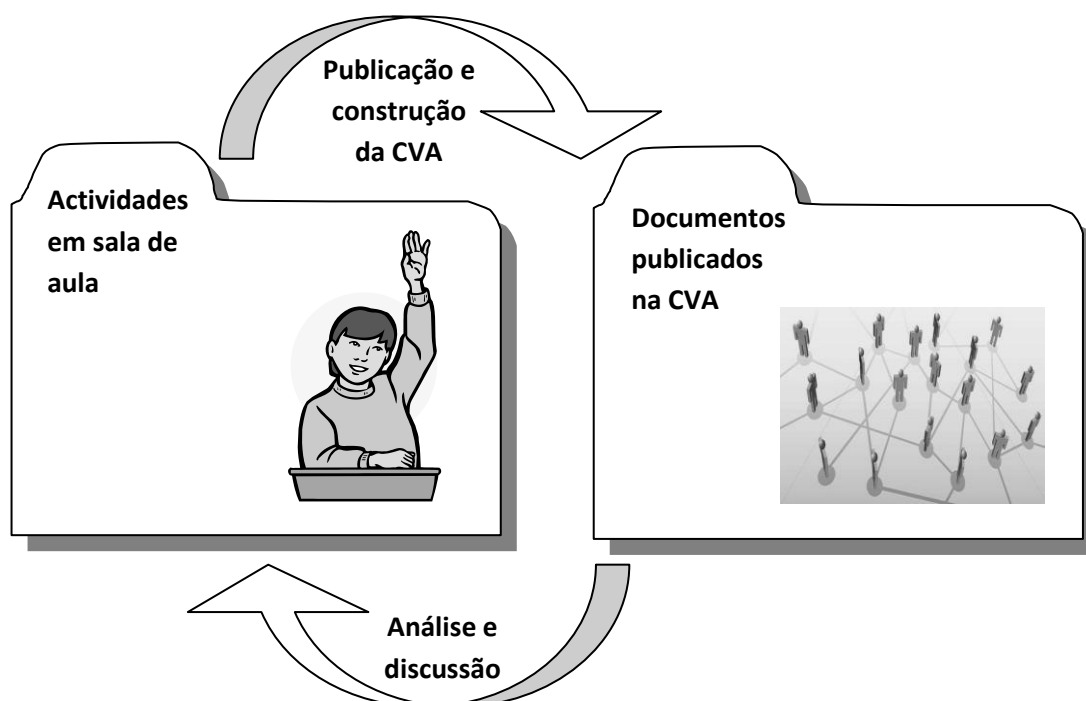 Publicação e
construção
da CVA
Actividades
em sala de
aula
Documentos
publicados
na CVA
Análise e
discussão